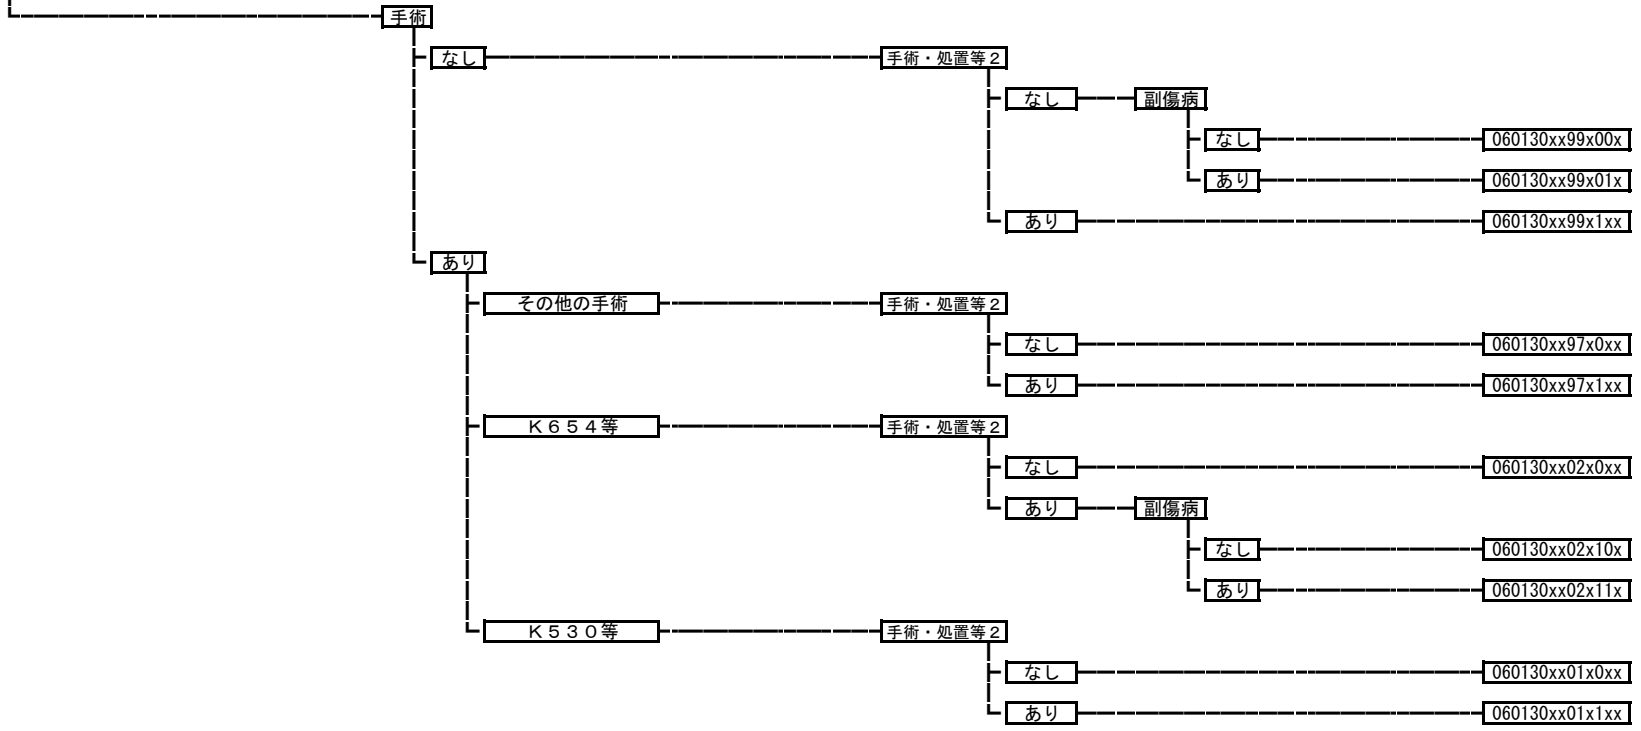 手術
なし 手術・処置等２
なし 副傷病
なし 060130xx99x00x
あり 060130xx99x01x
あり 060130xx99x1xx
あり
その他の手術 手術・処置等２
なし 060130xx97x0xx
あり 060130xx97x1xx
Ｋ６５４等 手術・処置等２
なし 060130xx02x0xx
あり 副傷病
なし 060130xx02x10x
あり 060130xx02x11x
Ｋ５３０等 手術・処置等２
なし 060130xx01x0xx
あり 060130xx01x1xx